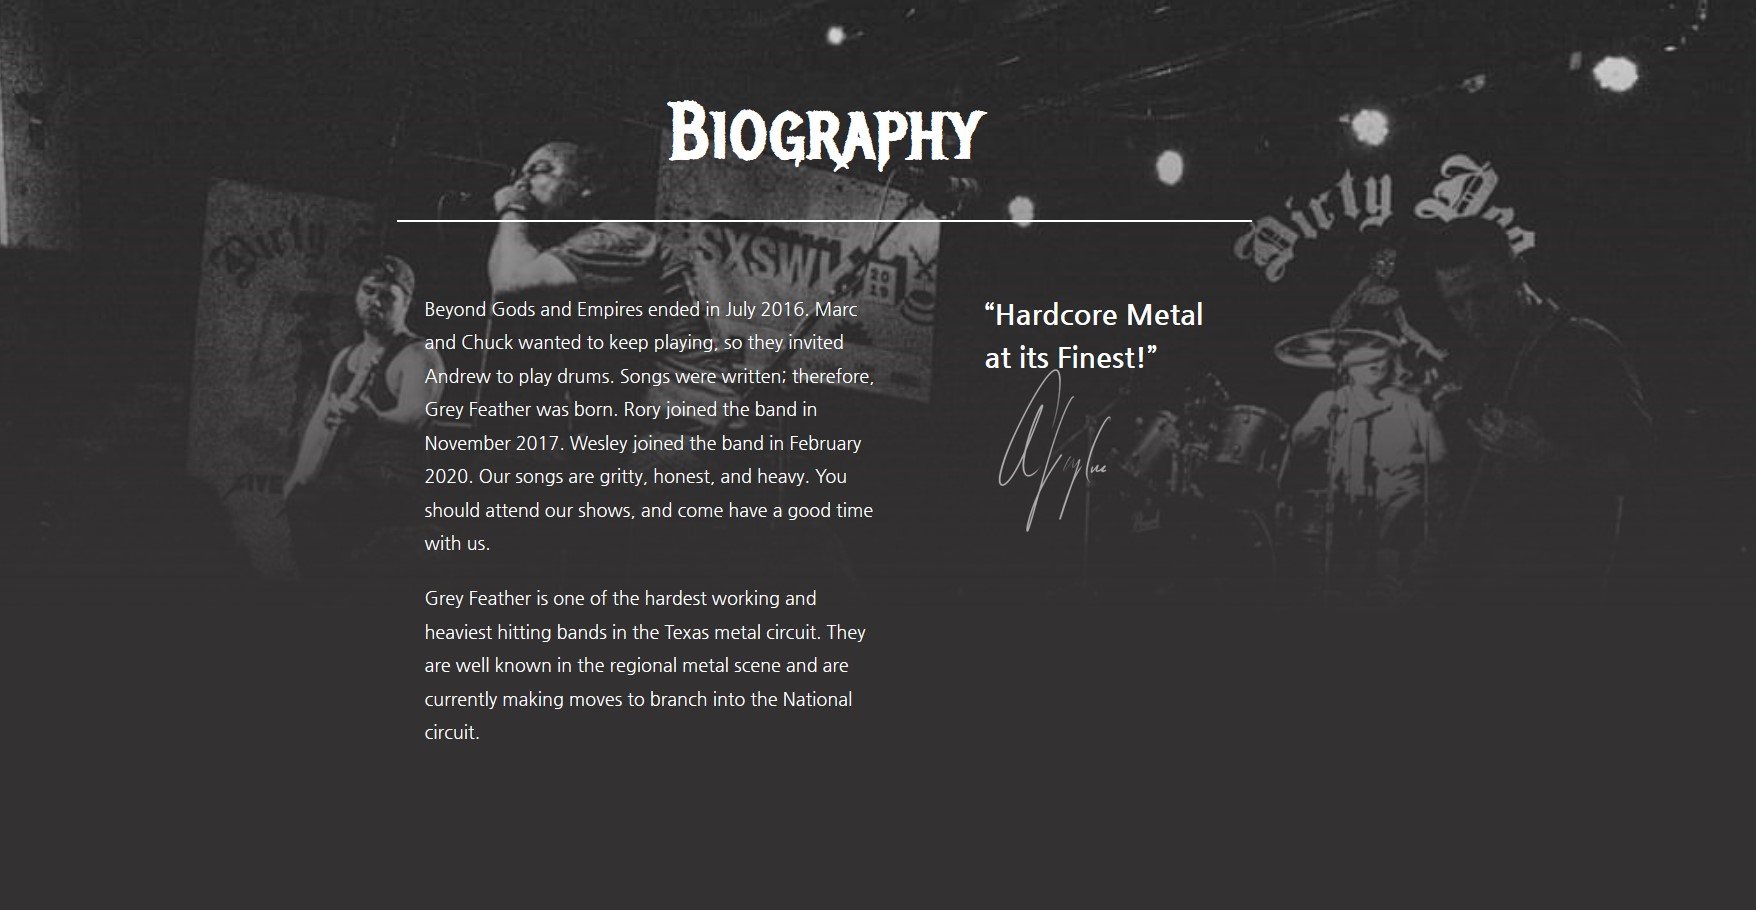 Biography
Dirty Dog
SXSW
2019
Beyond Gods and Empires ended in July 2016. Marc
and Chuck wanted to keep playing, so they invited
Andrew to play drums. Songs were written; therefore,
Grey Feather was born. Rory joined the band in
November 2017. Wesley joined the band in February
2020. Our songs are gritty, honest, and heavy. You
should attend our shows, and come have a good time
with us.
Grey Feather is one of the hardest working and
heaviest hitting bands in the Texas metal circuit. They
are well known in the regional metal scene and are
currently making moves to branch into the National
circuit.
“Hardcore Metal
at its Finest!”
Pearl